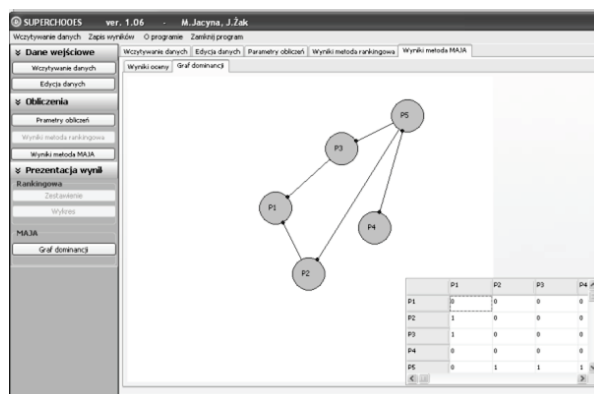 SUPERCHOOES ver. 1.06 - M.Jacyna, J.Żak
Wczytywanie danych Zapis wyników O programie Zamknij program
Dane wejściowe
Wczytywanie danych
Edycja danych
Obliczenia
Prametry obliczeń
Wyniki metoda rankingowa
Wyniki metoda MAJA
Prezentacja wynil
Rankingowa
Zestawienie
Wykres
MAJA
Graf dominancji
Wczytywanie danych Edycja danych Parametry obliczeń Wyniki metoda rankingowa Wyniki metoda MAJA
Wyniki oceny Graf dominancji
P5
P3
P1
P4
P2
P1 P2 P3 P4
P1 0 0 0 0
P2 1 0 0 0
P3 1 0 0 0
P4 0 0 0 0
P5 0 1 1 1